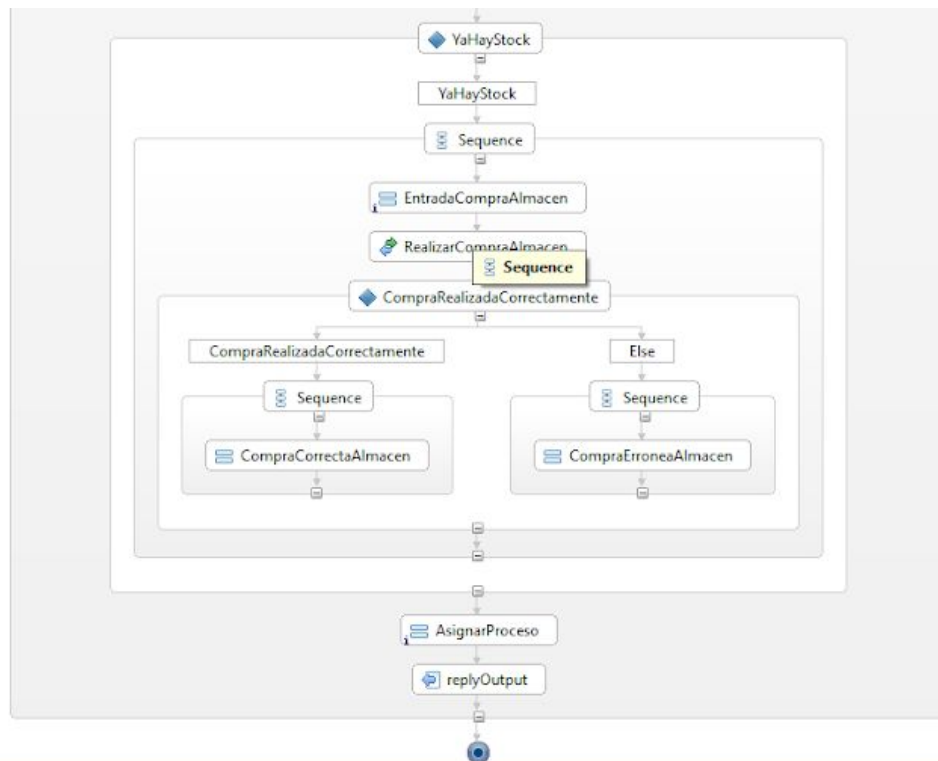 YaHayStock
YaHayStock
Sequence
EntradaCompraAlmacen
RealizarCompraAlmacen
Sequence
CompraRealizadaCorrectamente
CompraRealizadaCorrectamente
Else
Sequence
Sequence
CompraCorrectaAlmacen
CompraErroneaAlmacen
AsignarProceso
replyOutput